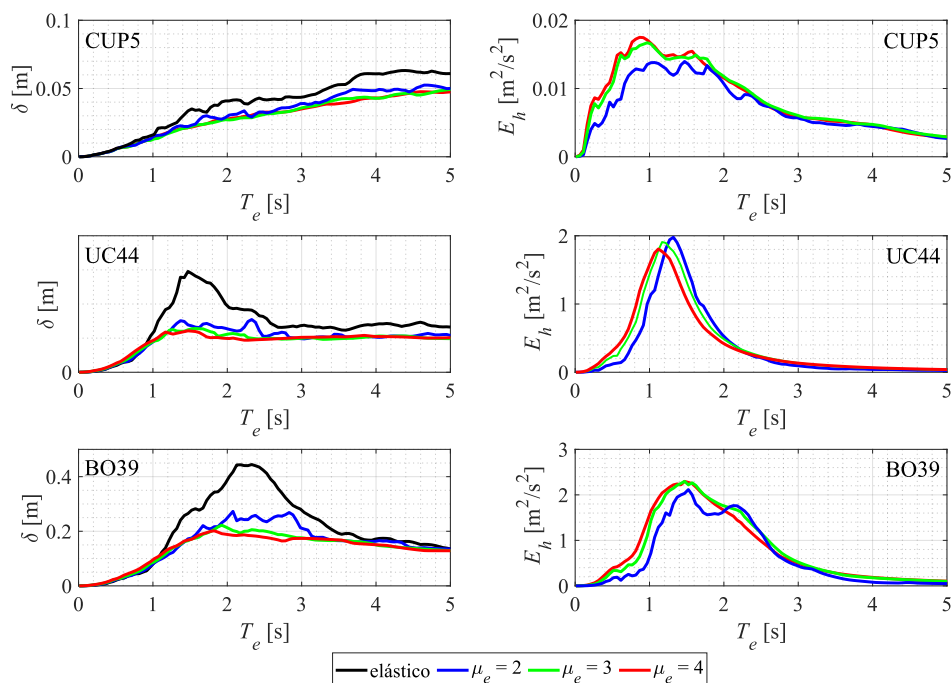 0.1
CUP5
δ [m]
0.05
0
0 1 2 3 4 5
T_e [s]
0.02
CUP5
E_h [m²/s²]
0.01
0
0 1 2 3 4 5
T_e [s]
UC44
δ [m]
0
0 1 2 3 4 5
T_e [s]
2
UC44
E_h [m²/s²]
1
0
0 1 2 3 4 5
T_e [s]
BO39
0.4
δ [m]
0.2
0
0 1 2 3 4 5
T_e [s]
3
BO39
E_h [m²/s²]
2
1
0
0 1 2 3 4 5
T_e [s]
elástico μ_e = 2 μ_e = 3 μ_e = 4